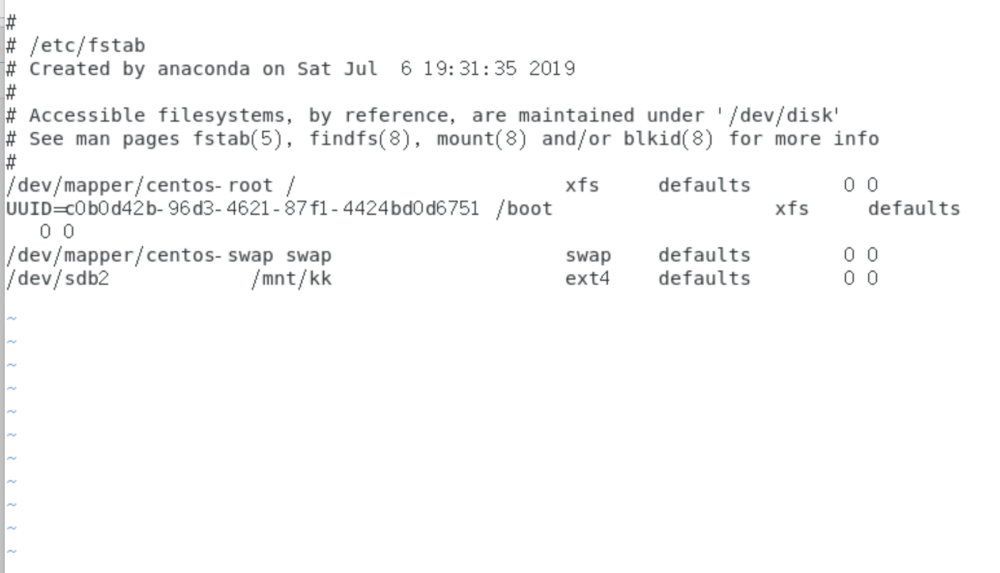 #
# /etc/fstab
# Created by anaconda on Sat Jul  6 19:31:35 2019
#
# Accessible filesystems, by reference, are maintained under '/dev/disk'
# See man pages fstab(5), findfs(8), mount(8) and/or blkid(8) for more info
#
/dev/mapper/centos-root /                       xfs     defaults        0 0
UUID=c0b0d42b-96d3-4621-87f1-4424bd0d6751 /boot                   xfs     defaults
   0 0
/dev/mapper/centos-swap swap                    swap    defaults        0 0
/dev/sdb2            /mnt/kk                    ext4    defaults        0 0
~
~
~
~
~
~
~
~
~
~
~